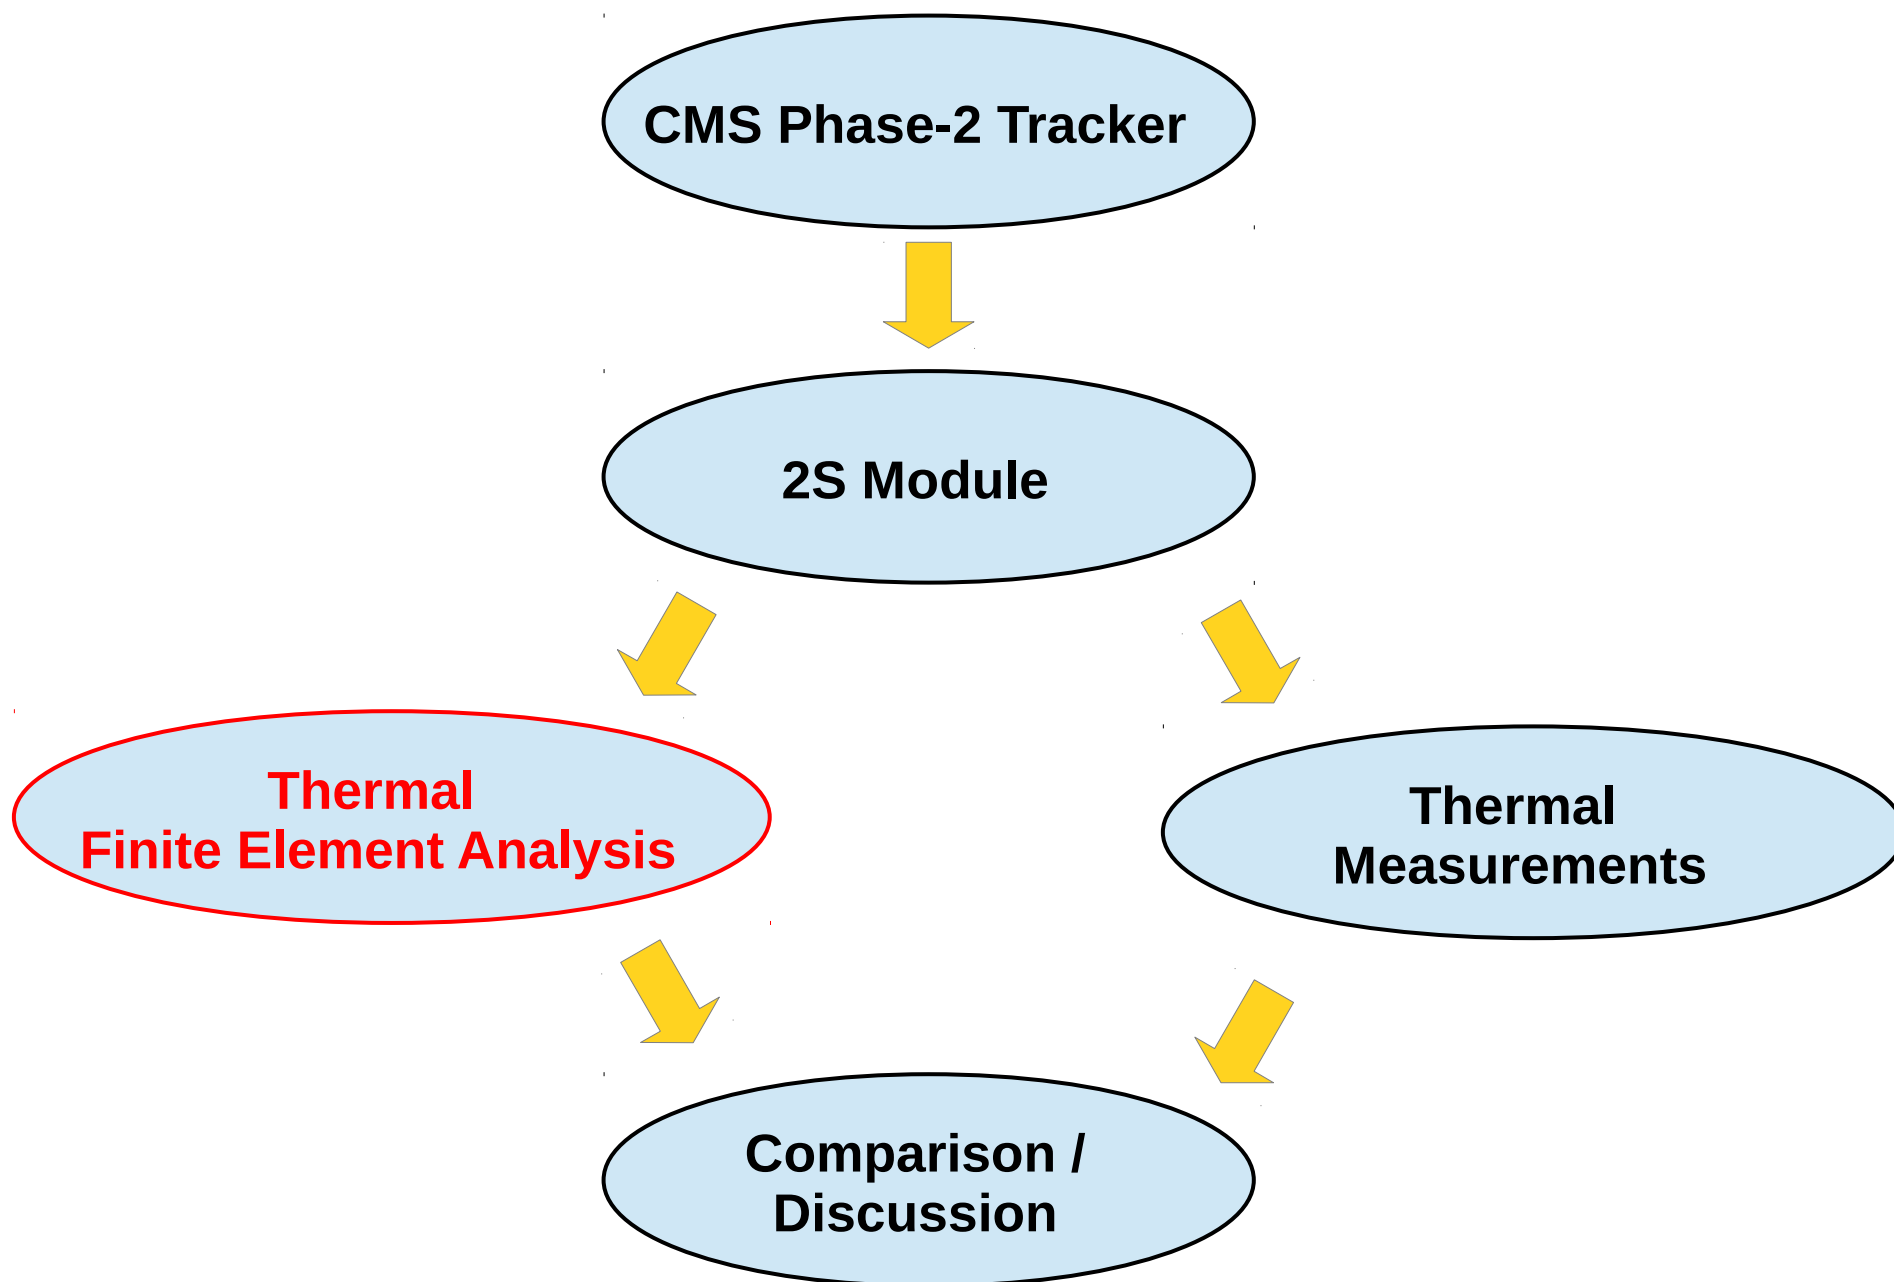 CMS Phase-2 Tracker
2S Module
Thermal
Finite Element Analysis
Thermal
Measurements
Comparison /
Discussion